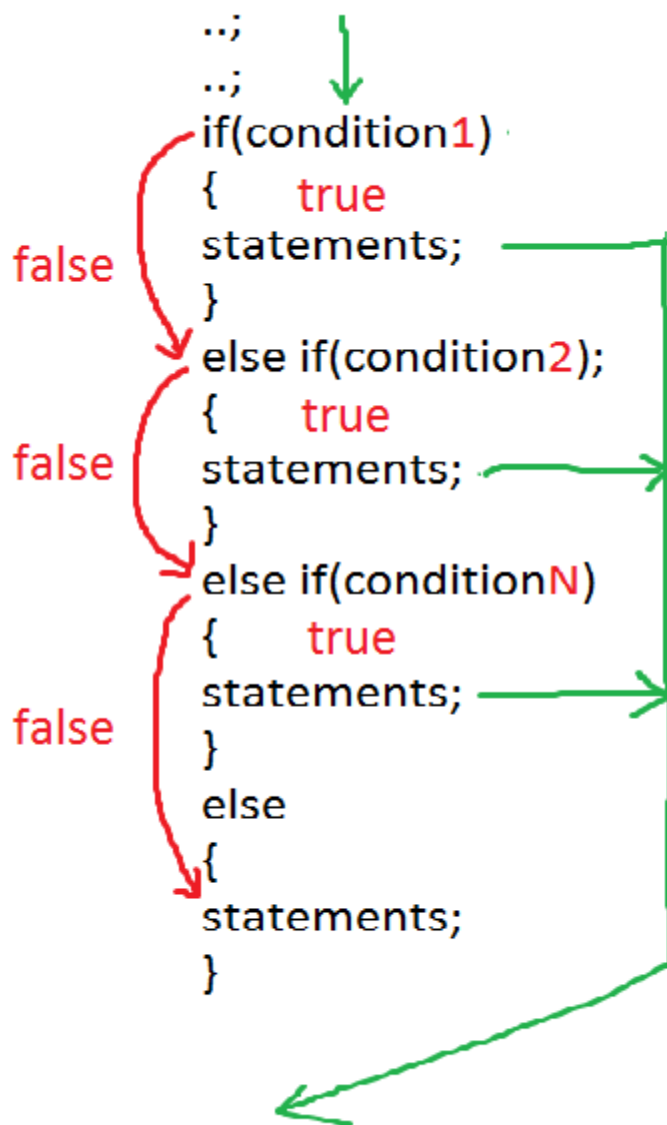 ..;
..;
if(condition1)
{ true
statements;
false
}
else if(condition2);
{ true
false statements;
}
else if(conditionN)
{ true
statements;
false
}
else
{
statements;
}